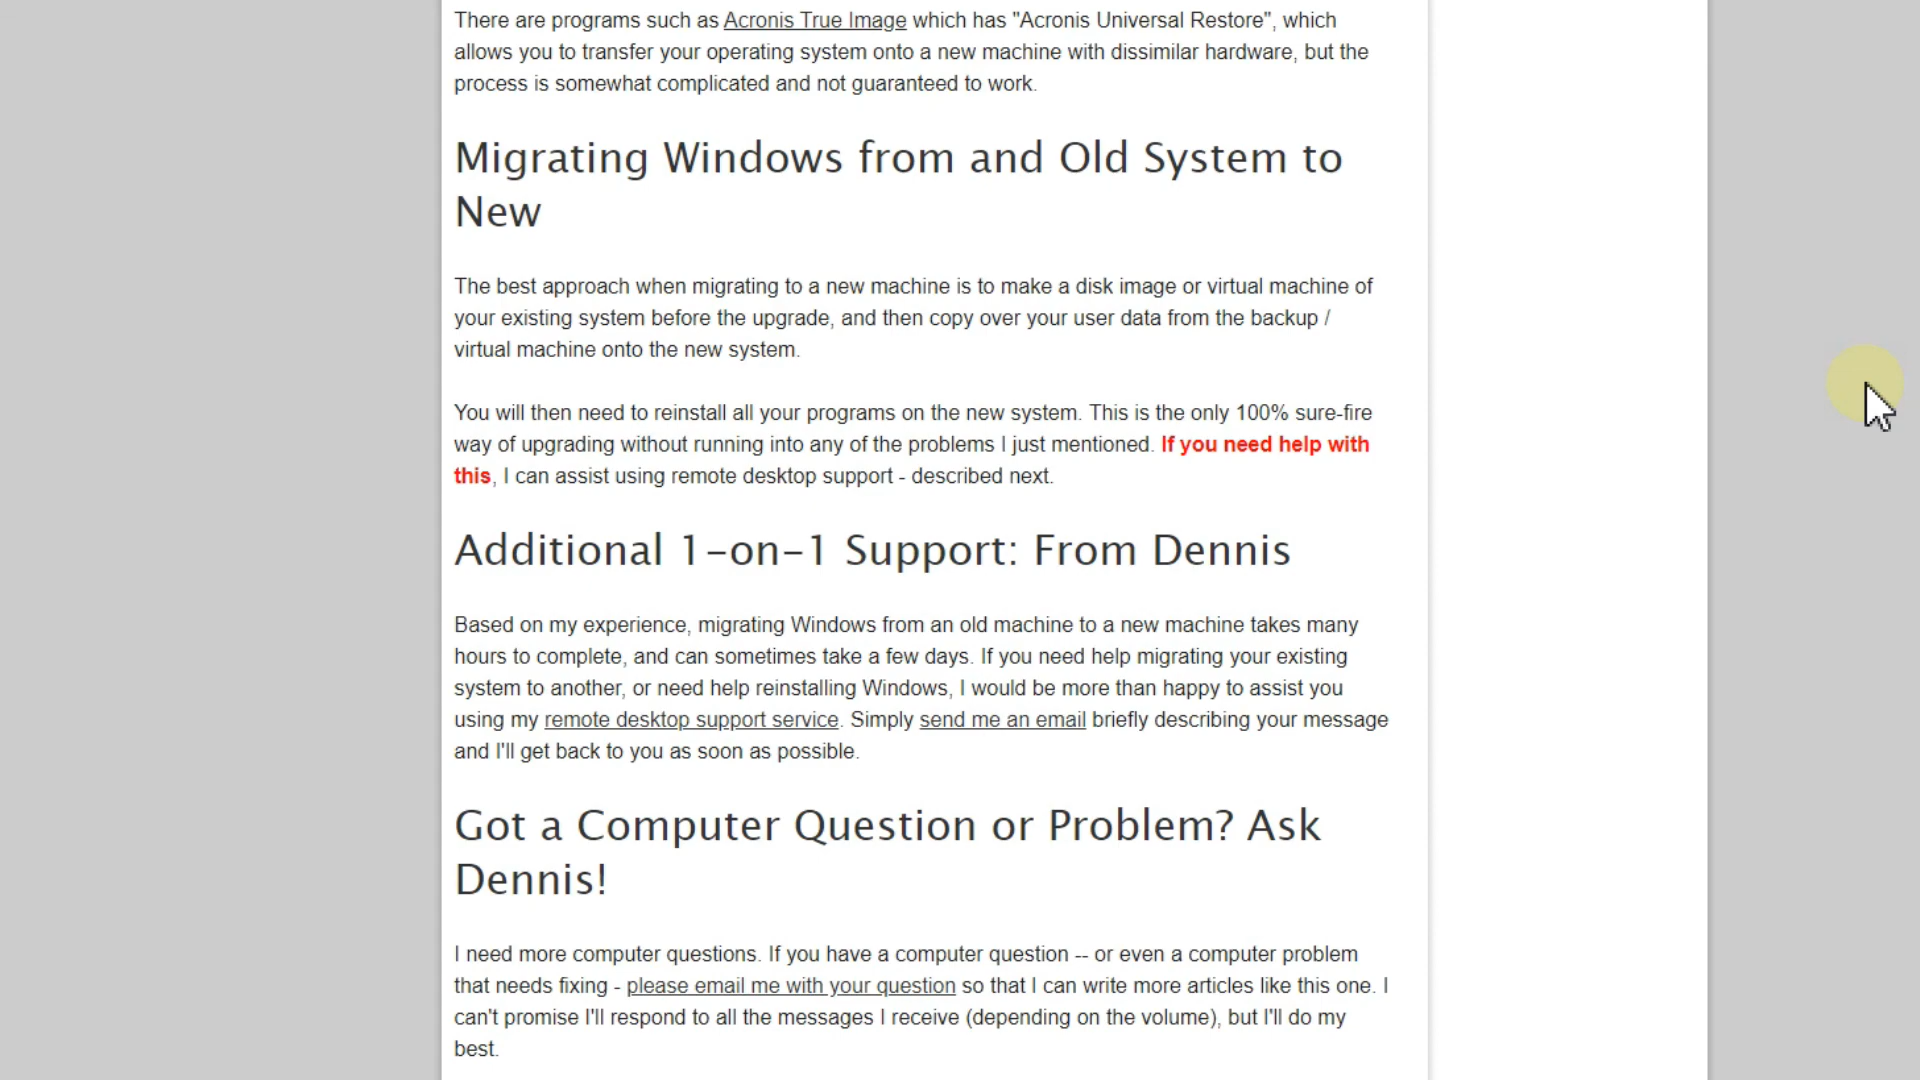 There are programs such as Acronis True Image which has "Acronis Universal Restore", which
allows you to transfer your operating system onto a new machine with dissimilar hardware, but the
process is somewhat complicated and not guaranteed to work.
Migrating Windows from and Old System to
New
The best approach when migrating to a new machine is to make a disk image or virtual machine of
your existing system before the upgrade, and then copy over your user data from the backup /
virtual machine onto the new system.
You will then need to reinstall all your programs on the new system. This is the only 100% sure-fire
way of upgrading without running into any of the problems I just mentioned. If you need help with
this, I can assist using remote desktop support - described next.
Additional 1-on-1 Support: From Dennis
Based on my experience, migrating Windows from an old machine to a new machine takes many
hours to complete, and can sometimes take a few days. If you need help migrating your existing
system to another, or need help reinstalling Windows, I would be more than happy to assist you
using my remote desktop support service. Simply send me an email briefly describing your message
and I'll get back to you as soon as possible.
Got a Computer Question or Problem? Ask
Dennis!
I need more computer questions. If you have a computer question -- or even a computer problem
that needs fixing - please email me with your question so that I can write more articles like this one. I
can't promise I'll respond to all the messages I receive (depending on the volume), but I'll do my
best.